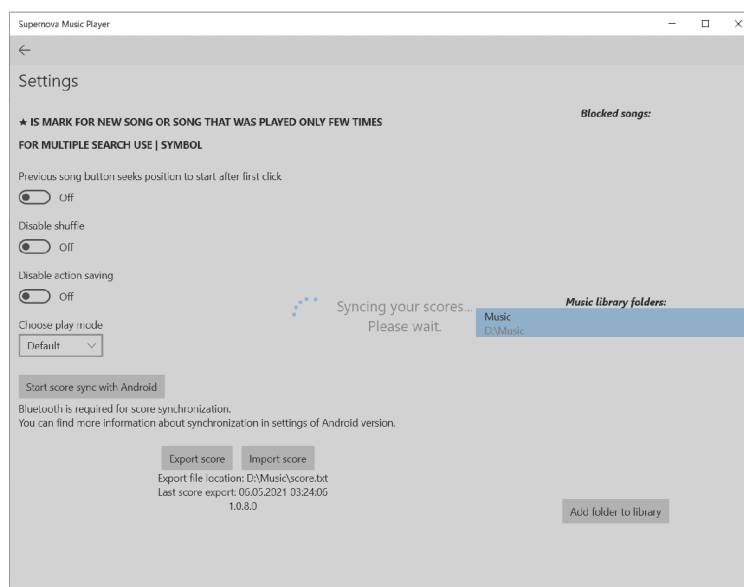 Supernova Music Player
Settings
★ IS MARK FOR NEW SONG OR SONG THAT WAS PLAYED ONLY FEW TIMES
FOR MULTIPLE SEARCH USE | SYMBOL
Previous song button seeks position to start after first click
Off
Disable shuffle
Off
Disable action saving
Off
Choose play mode
Default
Start score sync with Android
Bluetooth is required for score synchronization.
You can find more information about synchronization in settings of Android version.
Export score
Import score
Export file location: D:\Music\score.txt
Last score export: 06.05.2021 03:24:06
1.0.8.0
Syncing your scores...
Please wait.
Blocked songs:
Music library folders:
Music
D:\Music
Add folder to library